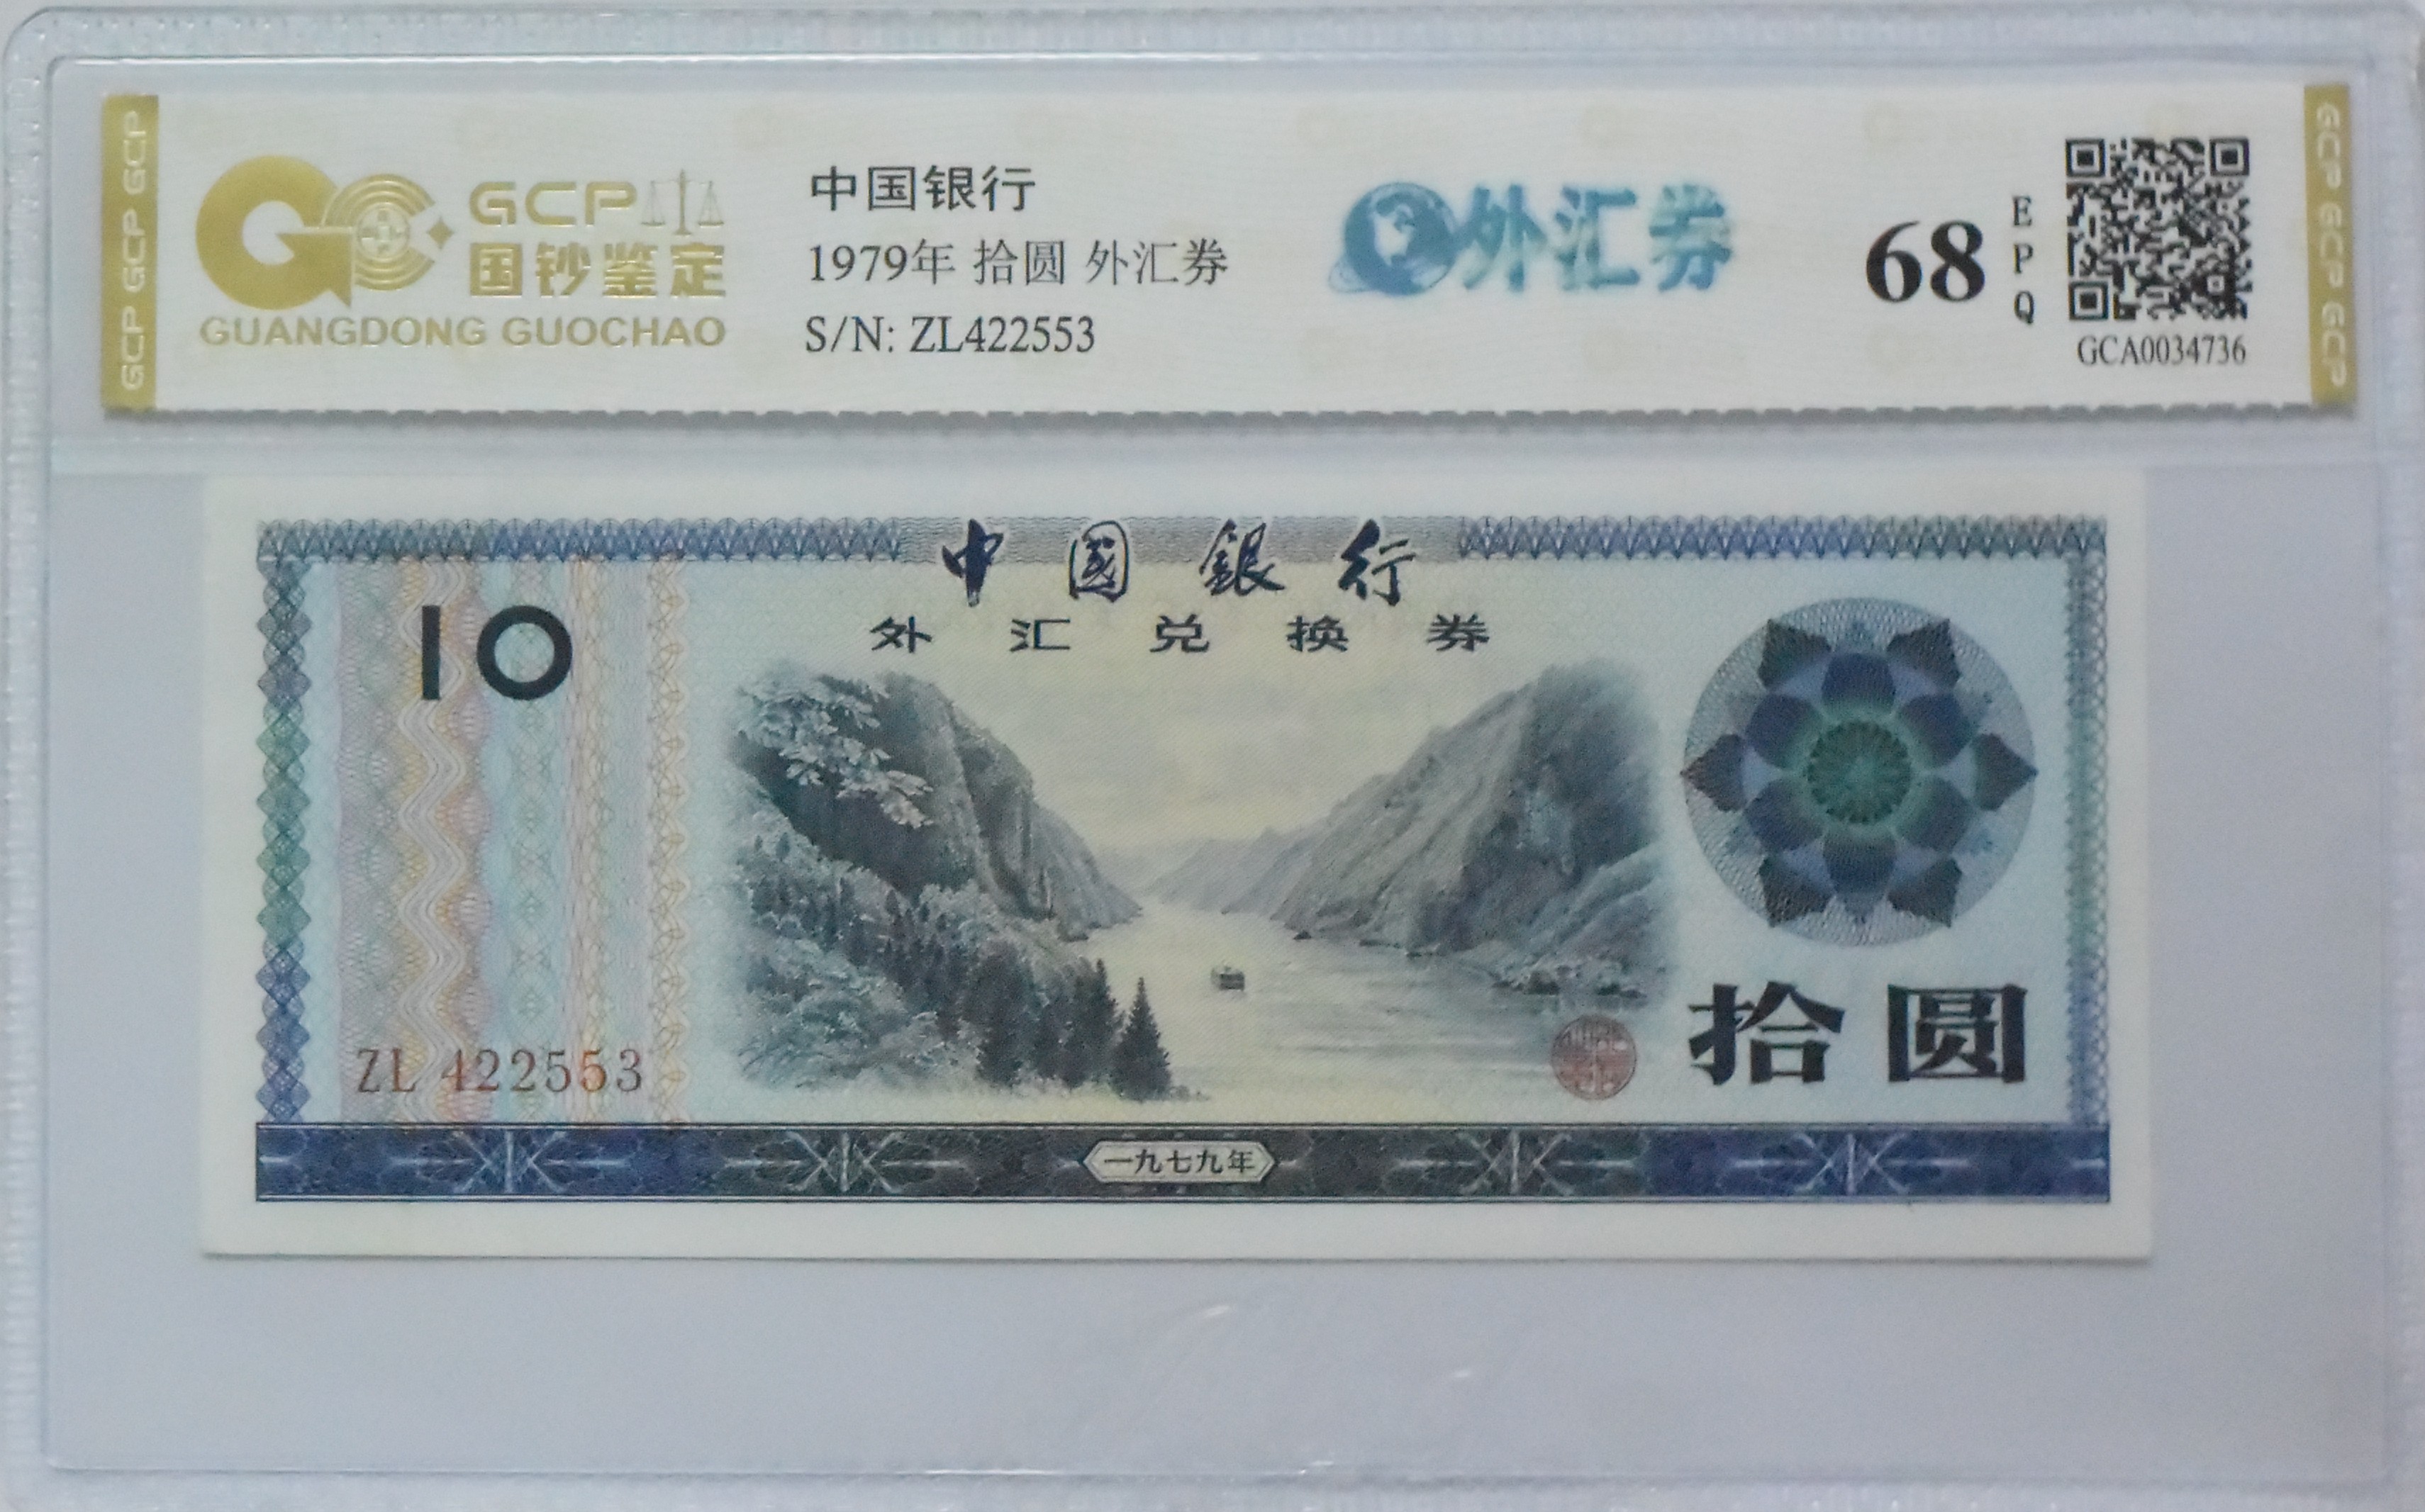 GCP GCP GCP
GCP
国钞鉴定
GUANGDONG GUOCHAO
中国银行
1979年 拾圆 外汇券
S/N: ZL422553
外汇券
68
EPQ
GCA0034736
GCP GCP GCP
中國銀行
外汇兑换券
10
ZL 422553
拾圆
一九七九年